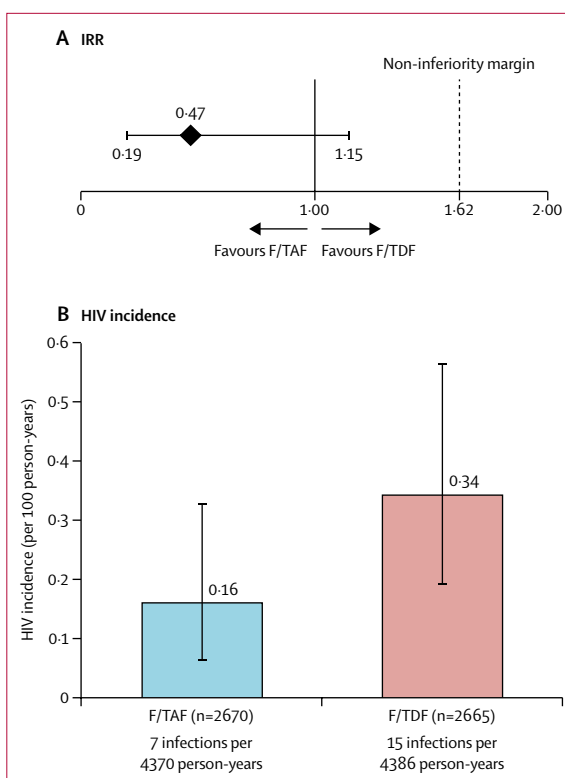 A IRR
Non-inferiority margin
0·47
0·19
1·15
0
1·00
1·62
2·00
Favours F/TAF
Favours F/TDF
B HIV incidence
HIV incidence (per 100 person-years)
0·6
0·5
0·4
0·3
0·2
0·1
0
0·16
0·34
F/TAF (n=2670)
7 infections per
4370 person-years
F/TDF (n=2665)
15 infections per
4386 person-years